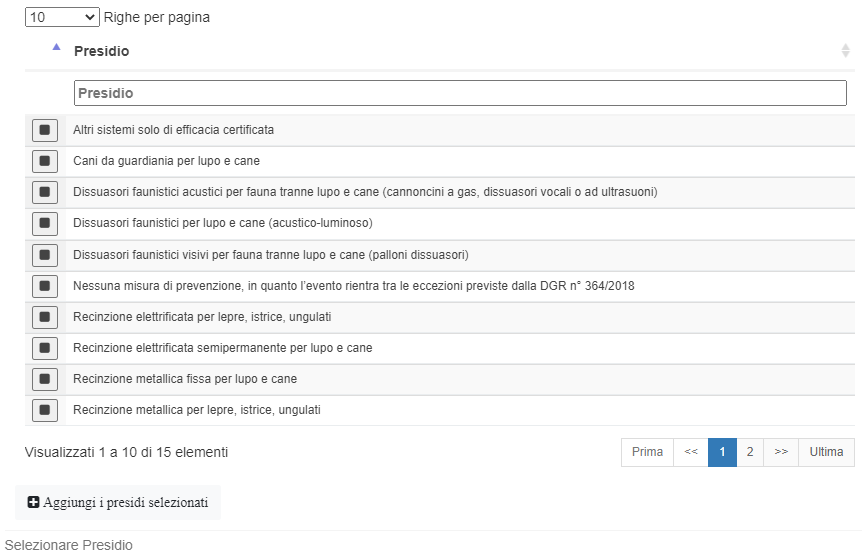 10 Righe per pagina
Presidio
Presidio
Altri sistemi solo di efficacia certificata
Cani da guardiania per lupo e cane
Dissuasori faunistici acustici per fauna tranne lupo e cane (cannoncini a gas, dissuasori vocali o ad ultrasuoni)
Dissuasori faunistici per lupo e cane (acustico-luminoso)
Dissuasori faunistici visivi per fauna tranne lupo e cane (palloni dissuasori)
Nessuna misura di prevenzione, in quanto l'evento rientra tra le eccezioni previste dalla DGR n° 364/2018
Recinzione elettrificata per lepre, istrice, ungulati
Recinzione elettrificata semipermanente per lupo e cane
Recinzione metallica fissa per lupo e cane
Recinzione metallica per lepre, istrice, ungulati
Visualizzati 1 a 10 di 15 elementi Prima << 1 2 >> Ultima
Aggiungi i presidi selezionati
Selezionare Presidio